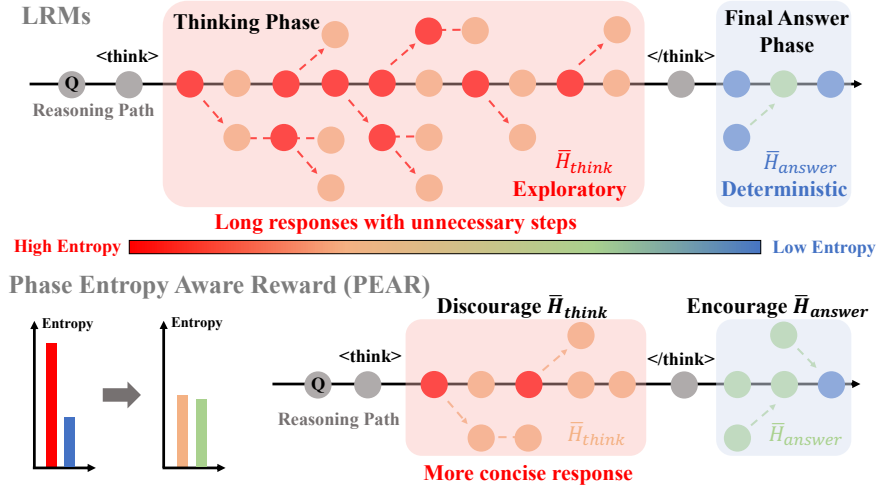 LRMs
Thinking Phase
Final Answer
Phase
<think>
</think>
Q
Reasoning Path
H̅think
Exploratory
H̅answer
Deterministic
Long responses with unnecessary steps
High Entropy
Low Entropy
Phase Entropy Aware Reward (PEAR)
Entropy
Entropy
Discourage H̅think
Encourage H̅answer
<think>
</think>
Q
Reasoning Path
H̅think
H̅answer
More concise response